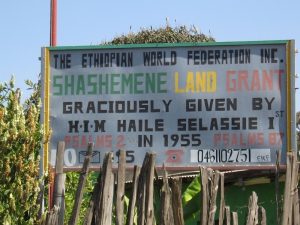 THE ETHIOPIAN WORLD FEDERATION INC.
SHASHEMENE LAND GRANT
GRACIOUSLY GIVEN BY
H·I·M HAILE SELASSIE Iˢᵗ
PSALMS 2 IN 1955 PSALMS 87